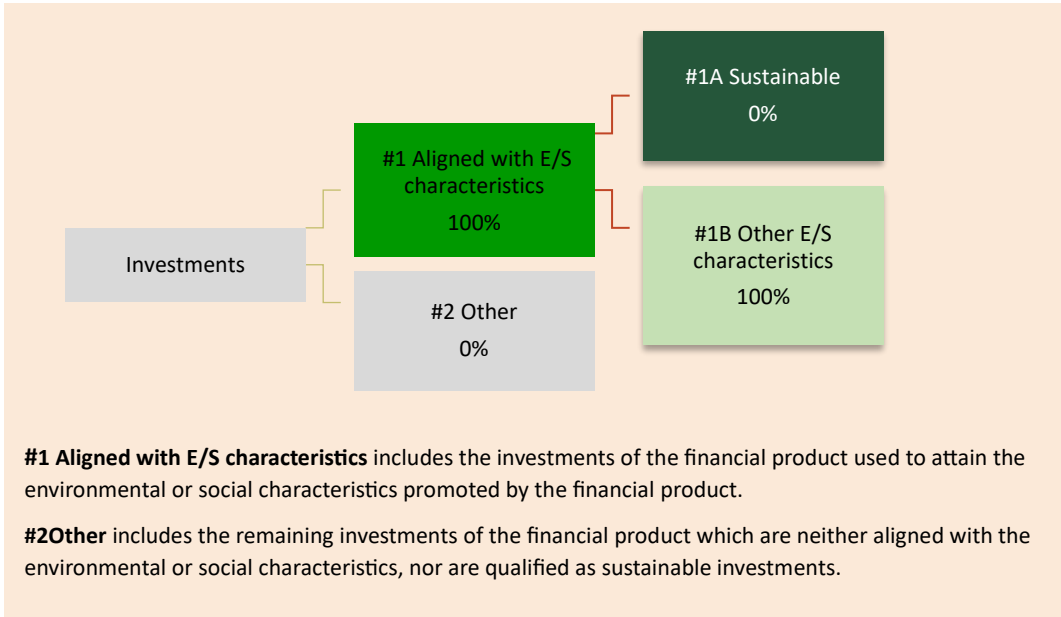 #1A Sustainable
0%
#1 Aligned with E/S
characteristics
100%
#1B Other E/S
characteristics
100%
Investments
#2 Other
0%
#1 Aligned with E/S characteristics includes the investments of the financial product used to attain the
environmental or social characteristics promoted by the financial product.
#2Other includes the remaining investments of the financial product which are neither aligned with the
environmental or social characteristics, nor are qualified as sustainable investments.